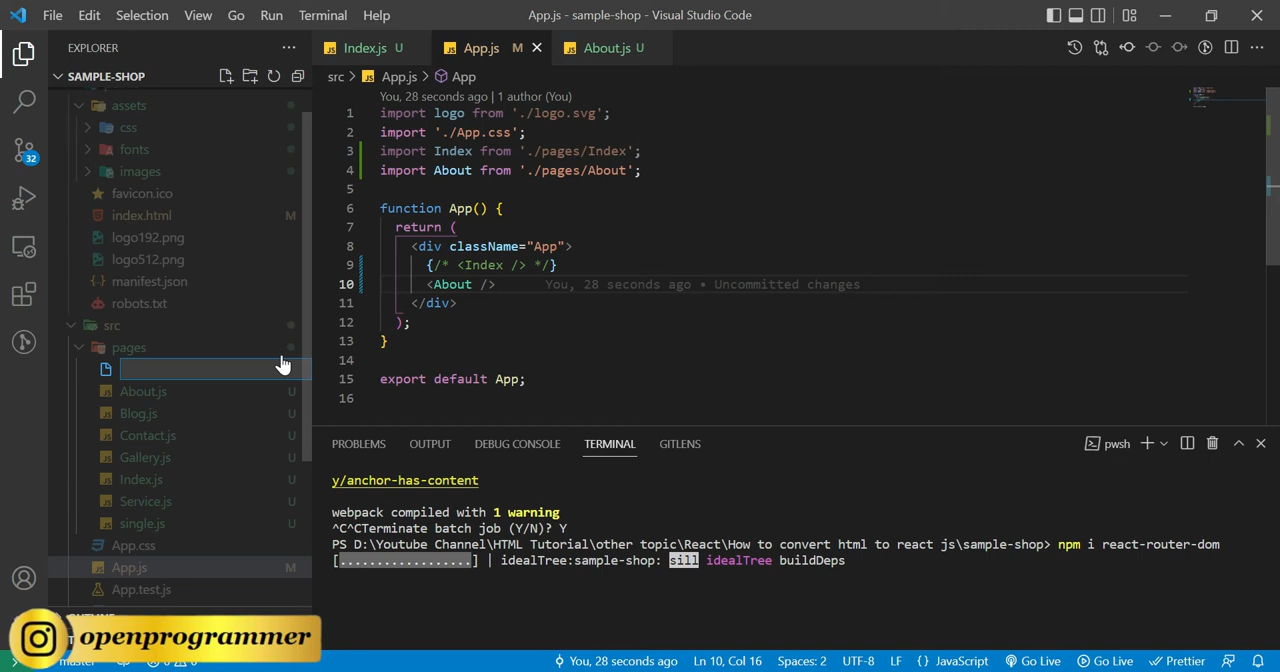 File Edit Selection View Go Run Terminal Help
App.js - sample-shop - Visual Studio Code
EXPLORER
SAMPLE-SHOP
assets
css
fonts
images
favicon.ico
index.html M
logo192.png
logo512.png
manifest.json
robots.txt
src
pages
About.js U
Blog.js U
Contact.js U
Gallery.js U
Index.js U
Service.js U
single.js U
App.css
App.js M
App.test.js
32
Index.js U App.js M About.js U
src > App.js > App
You, 28 seconds ago | 1 author (You)
1 import logo from './logo.svg';
2 import './App.css';
3 import Index from './pages/Index';
4 import About from './pages/About';
5
6 function App() {
7 return (
8 <div className="App">
9 {/* <Index /> */}
10 <About /> You, 28 seconds ago • Uncommitted changes
11 </div>
12 );
13 }
14
15 export default App;
16
PROBLEMS OUTPUT DEBUG CONSOLE TERMINAL GITLENS
pwsh
y/anchor-has-content
webpack compiled with 1 warning
^C^CTerminate batch job (Y/N)? Y
PS D:\Youtube Channel\HTML Tutorial\other topic\React\How to convert html to react js\sample-shop> npm i react-router-dom
[..................] | idealTree:sample-shop: sill idealTree buildDeps
openprogrammer
You, 28 seconds ago Ln 10, Col 16 Spaces: 2 UTF-8 LF {} JavaScript Go Live Go Live Prettier